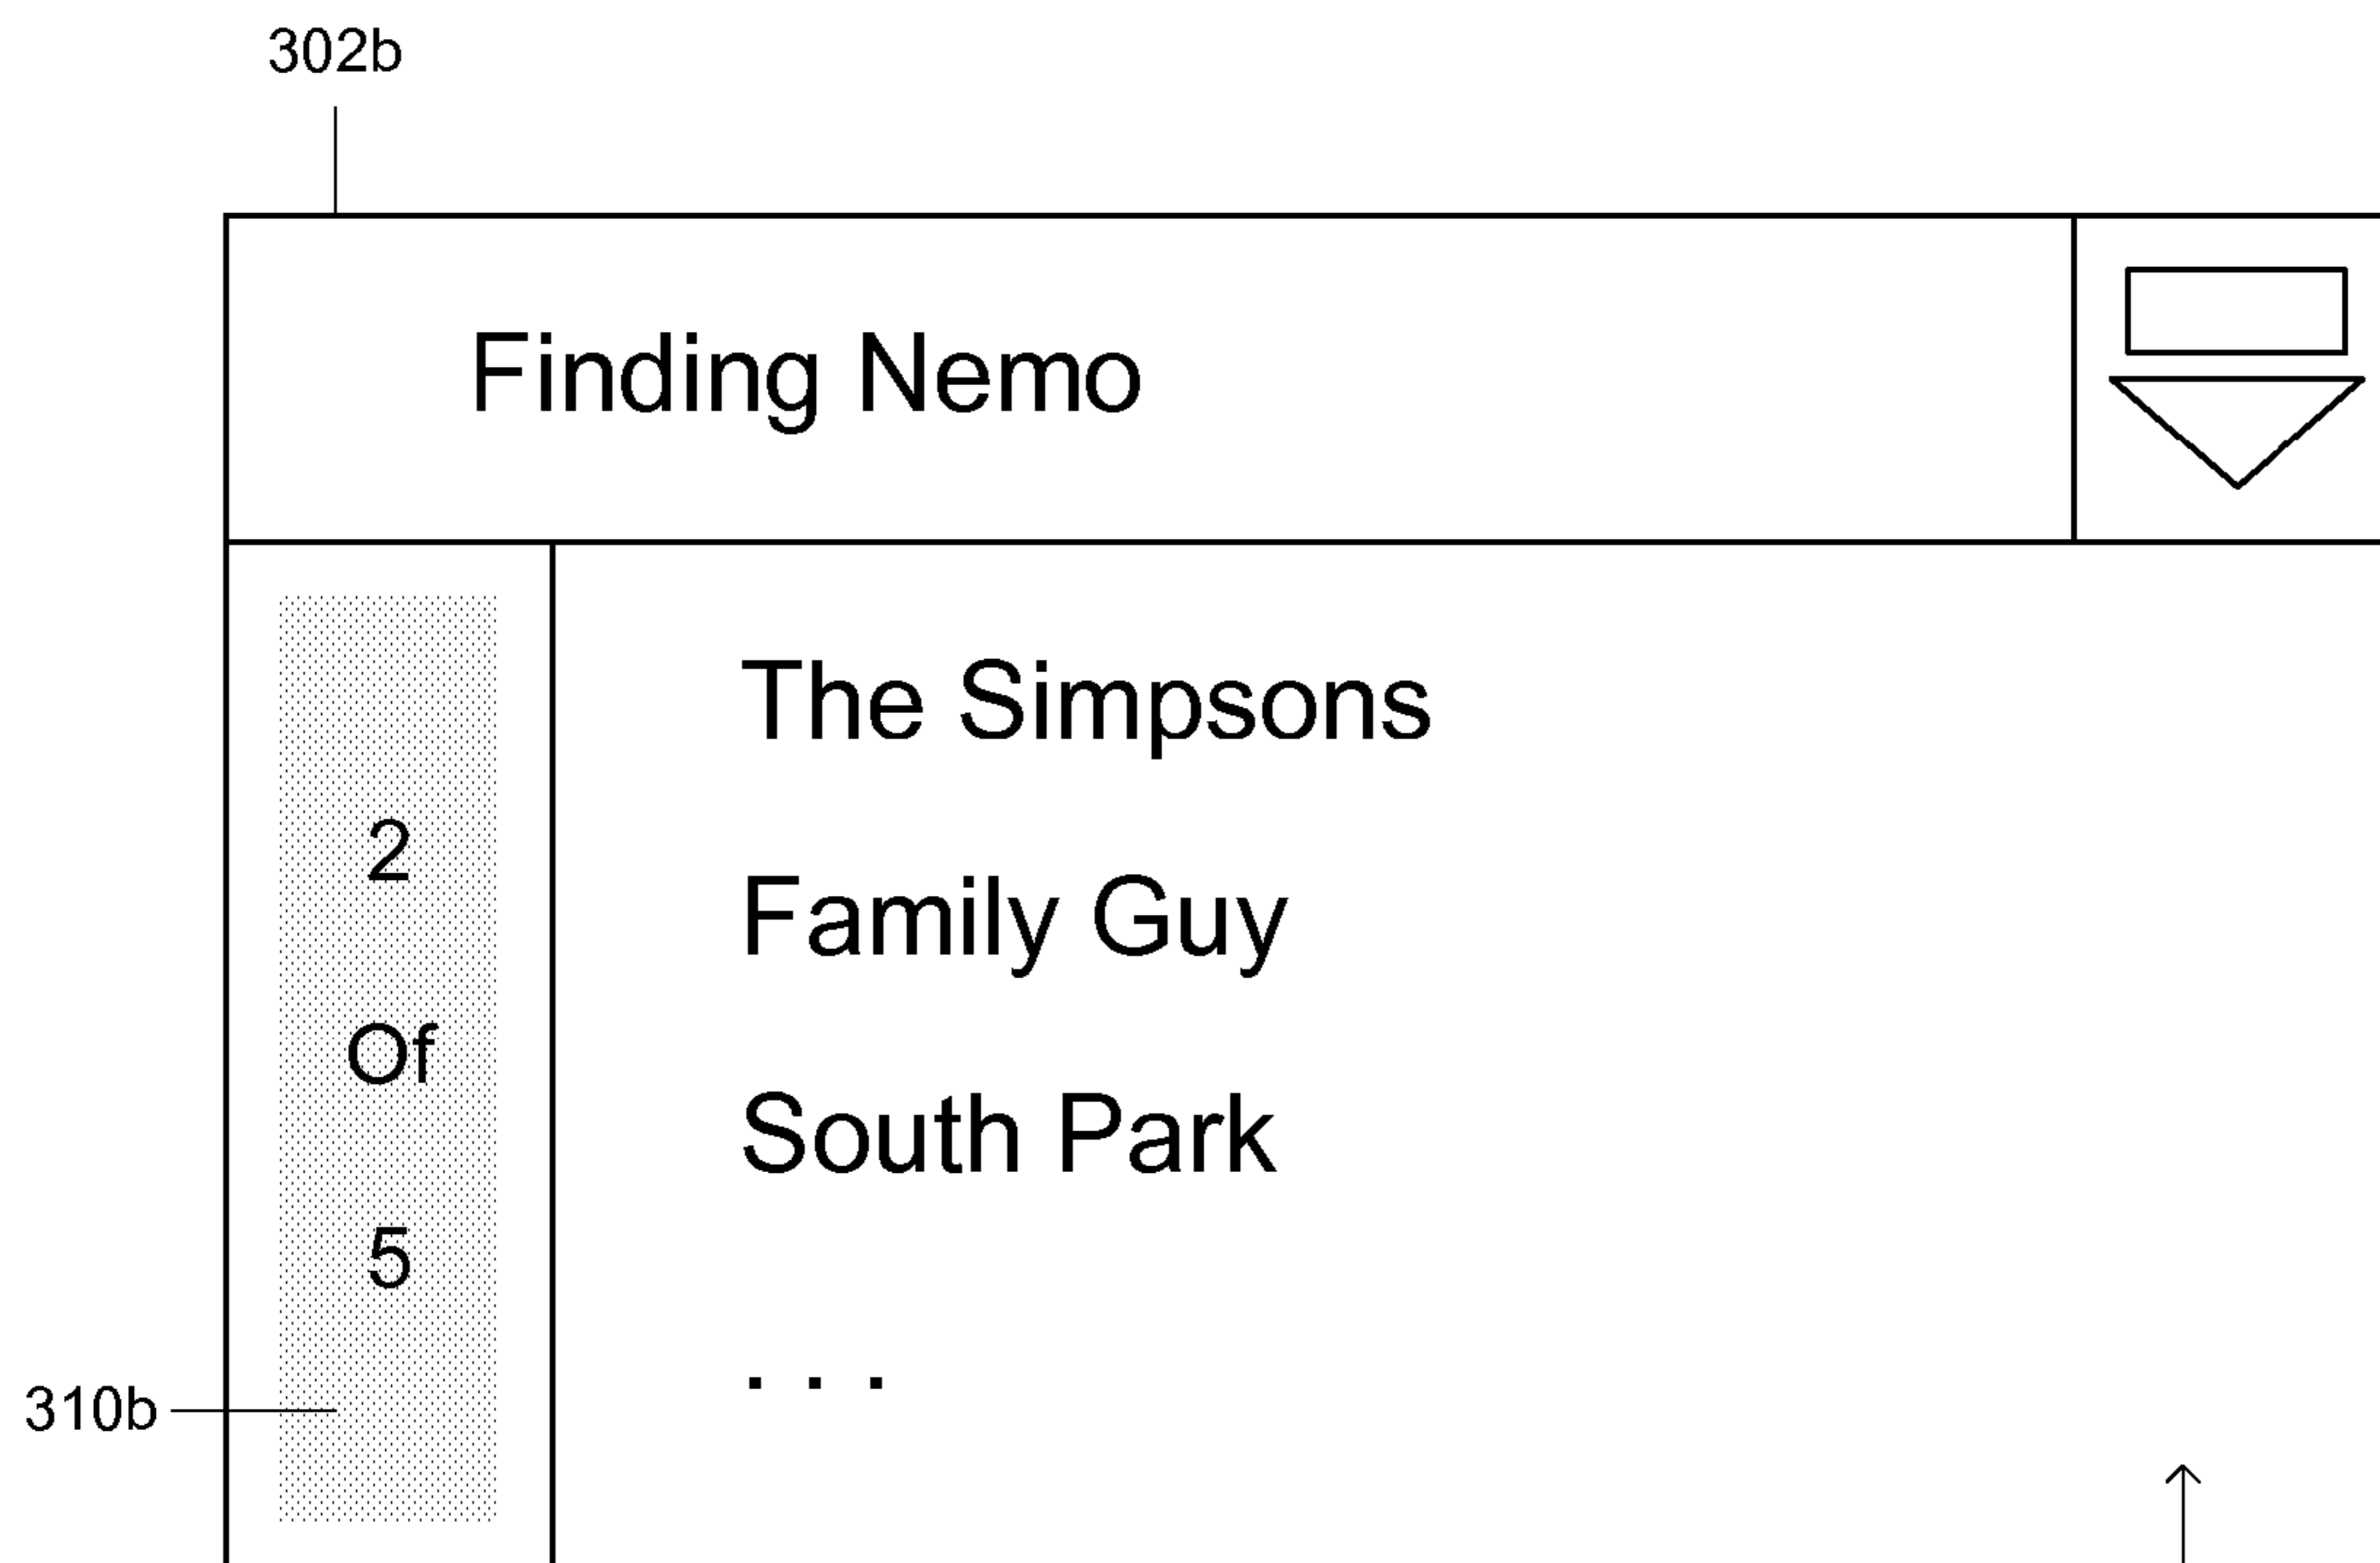 302b
Finding Nemo
The Simpsons
2
Family Guy
Of
South Park
5
. . .
310b